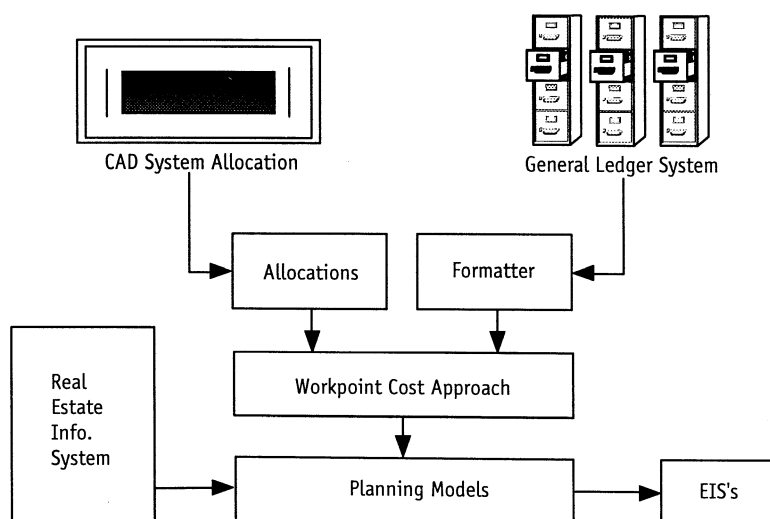 CAD System Allocation
General Ledger System
Allocations
Formatter
Real
Estate
Info.
System
Workpoint Cost Approach
Planning Models
EIS's